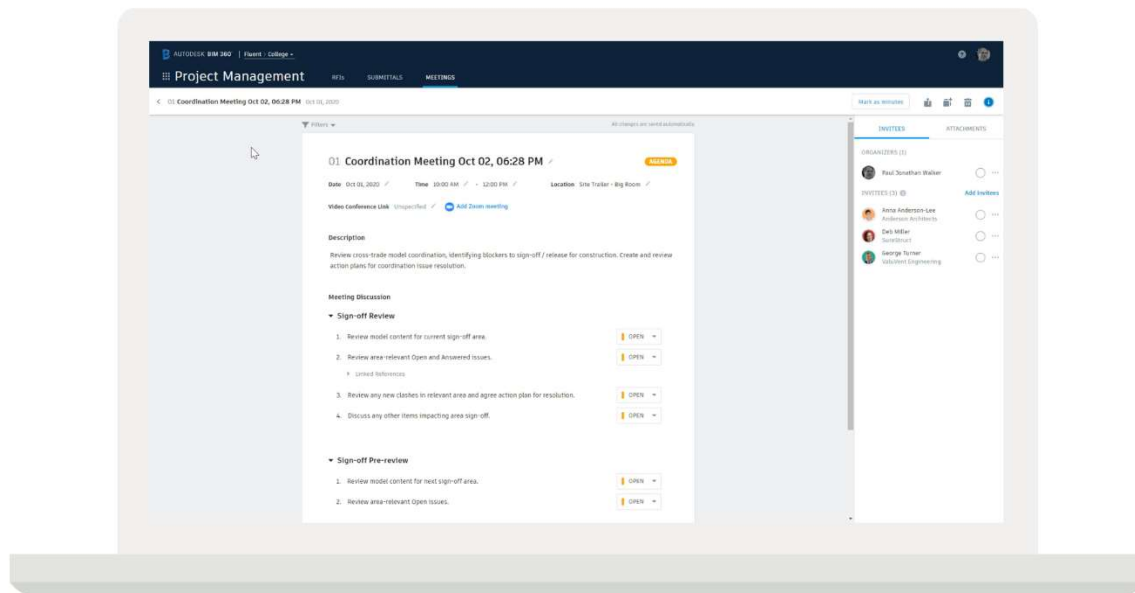 AUTODESK BIM 360 | Fluent - College
Project Management RFIs SUBMITTALS MEETINGS
01 Coordination Meeting Oct 02, 06:28 PM Oct 01, 2020
Mark as minutes
Filters
All changes are saved automatically
INVITEES ATTACHMENTS
01 Coordination Meeting Oct 02, 06:28 PM
AGENDA
Date Oct 01, 2020 Time 10:00 AM - 12:00 PM Location Site Trailer - Big Room
Video Conference Link Unspecified Add Zoom meeting
Description
Review cross-trade model coordination, identifying blockers to sign-off / release for construction. Create and review
action plans for coordination issue resolution.
Meeting Discussion
Sign-off Review
1. Review model content for current sign-off area. OPEN
2. Review area-relevant Open and Answered issues. OPEN
Linked References
3. Review any new clashes in relevant area and agree action plan for resolution. OPEN
4. Discuss any other items impacting area sign-off. OPEN
Sign-off Pre-review
1. Review model content for next sign-off area. OPEN
2. Review area-relevant Open issues. OPEN
ORGANIZERS (1)
Paul Jonathan Walker
INVITEES (3) Add invitees
Anna Anderson-Lee
Anderson Architects
Deb Miller
George Turner
Engineering